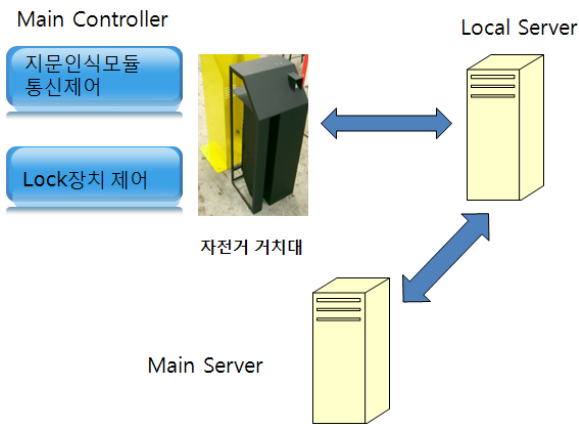 Main Controller
Local Server
지문인식모듈
통신제어
Lock장치 제어
자전거 거치대
Main Server